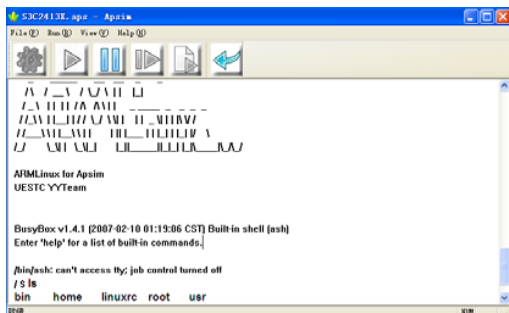 S3C2413X.aps - Apsim
File(F) Run(R) View(V) Help(H)
ARMLinux for Apsim
UESTC YYTeam
BusyBox v1.4.1 (2007-02-10 01:19:06 CST) Built-in shell (ash)
Enter 'help' for a list of built-in commands.
/bin/ash: can't access tty; job control turned off
/ $ ls
bin home linuxrc root usr